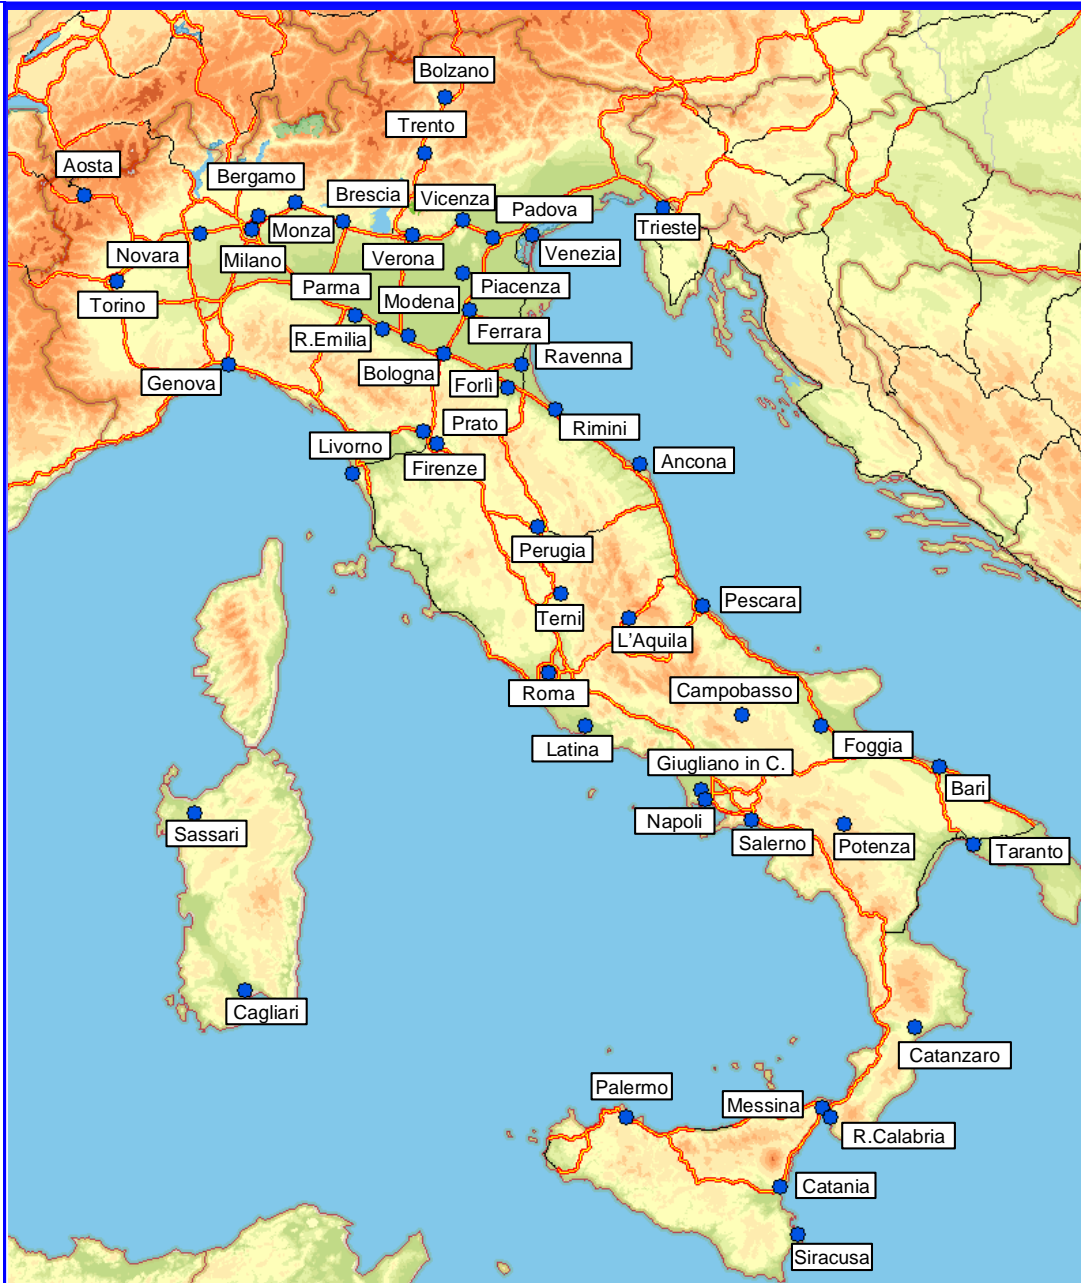 Bolzano
Trento
Aosta
Bergamo
Brescia
Vicenza
Padova
Trieste
Monza
Novara
Milano
Verona
Venezia
Torino
Parma
Modena
Piacenza
R.Emilia
Ferrara
Genova
Bologna
Forlì
Ravenna
Prato
Rimini
Livorno
Firenze
Ancona
Perugia
Pescara
Terni
L'Aquila
Roma
Campobasso
Latina
Foggia
Giugliano in C.
Bari
Sassari
Napoli
Salerno
Potenza
Taranto
Cagliari
Catanzaro
Palermo
Messina
R.Calabria
Catania
Siracusa